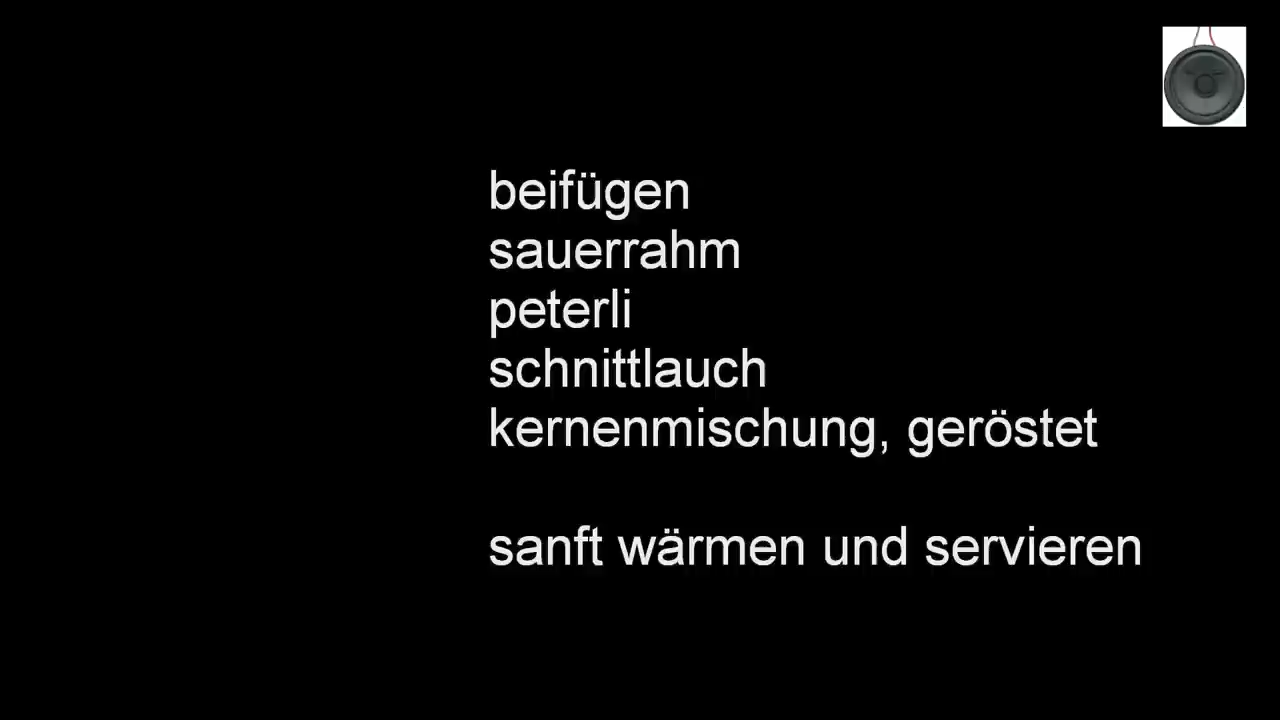 beifügen
sauerrahm
peterli
schnittlauch
kernenmischung, geröstet
sanft wärmen und servieren